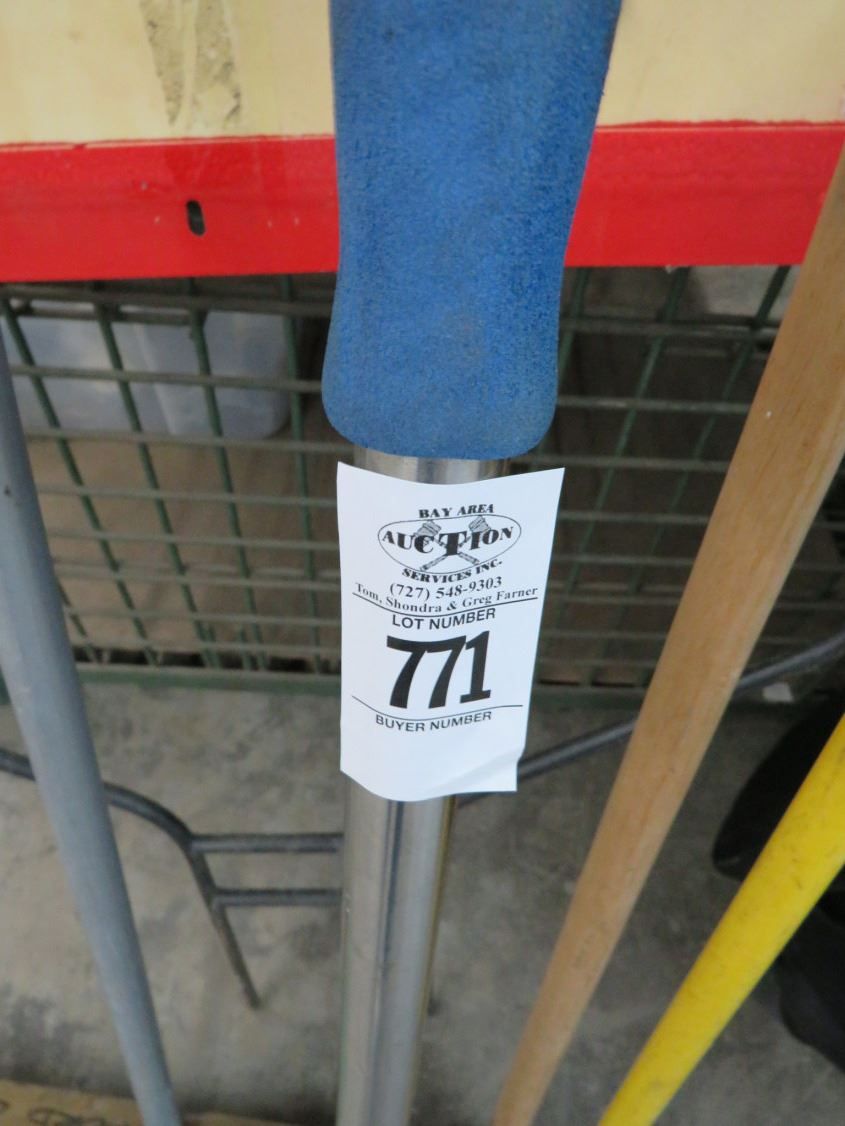 BAY AREA
AUCTION
SERVICES INC.
(727) 548-9303
Tom, Shondra & Greg Farner
LOT NUMBER
771
BUYER NUMBER